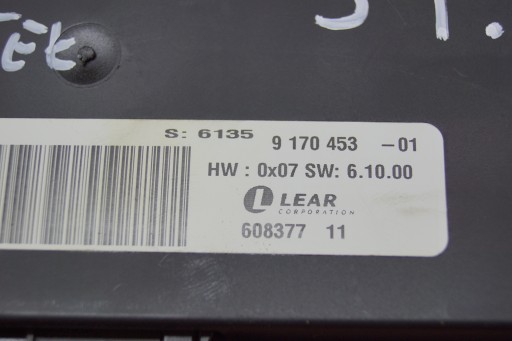 S: 6135 9 170 453 -01
HW : 0x07 SW: 6.10.00
LEAR
CORPORATION
608377 11